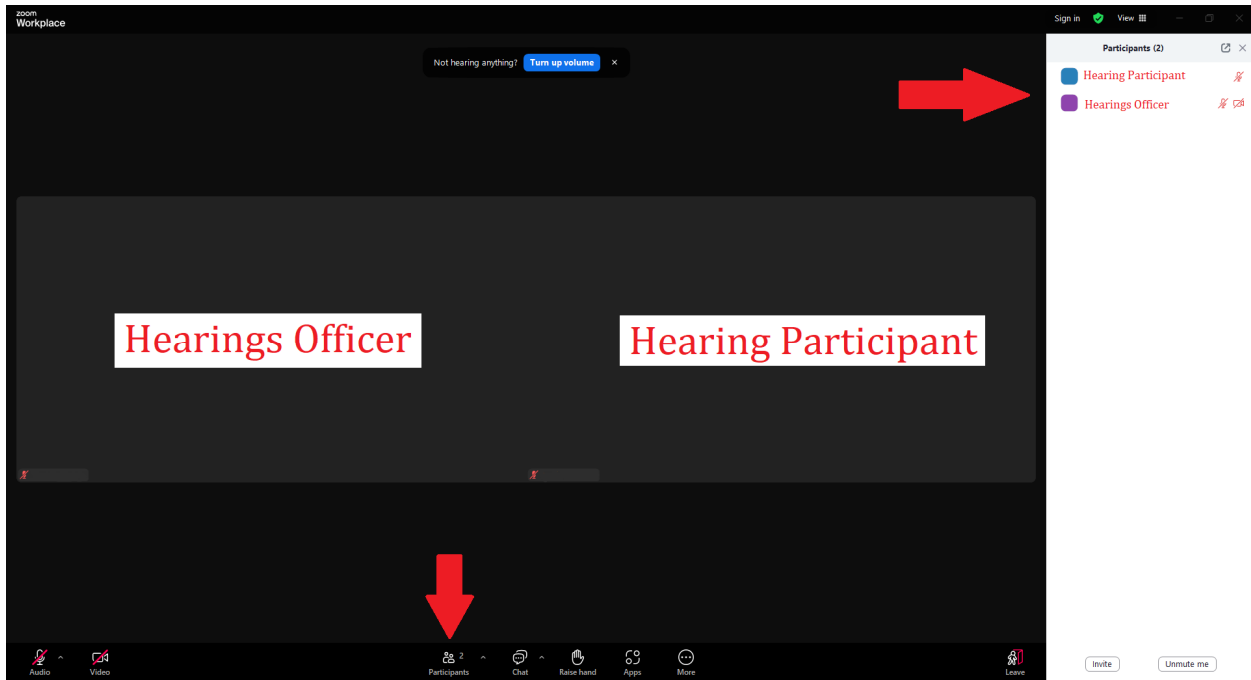 zoom
Workplace
Sign in View
Not hearing anything? Turn up volume
Participants (2)
Hearing Participant
Hearings Officer
Hearings Officer
Hearing Participant
Audio
Video
2
Participants
Chat
Raise hand
Apps
More
Leave
Invite
Unmute me